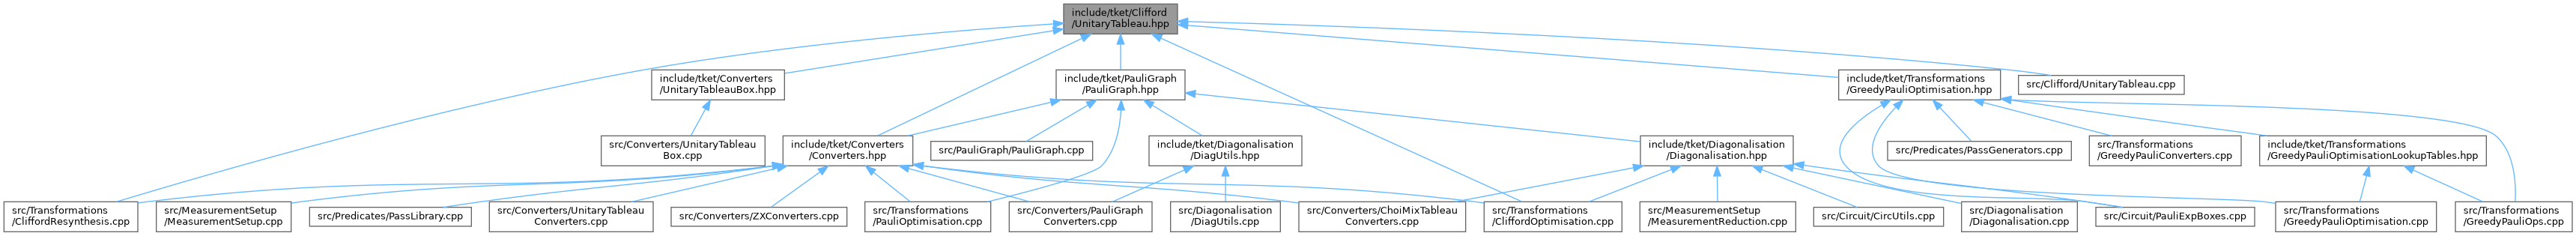 include/tket/Clifford
/UnitaryTableau.hpp
include/tket/Converters
/UnitaryTableauBox.hpp
include/tket/PauliGraph
/PauliGraph.hpp
include/tket/Transformations
/GreedyPauliOptimisation.hpp
src/Clifford/UnitaryTableau.cpp
src/Converters/UnitaryTableau
Box.cpp
include/tket/Converters
/Converters.hpp
src/PauliGraph/PauliGraph.cpp
include/tket/Diagonalisation
/DiagUtils.hpp
include/tket/Diagonalisation
/Diagonalisation.hpp
src/Predicates/PassGenerators.cpp
src/Transformations
/GreedyPauliConverters.cpp
include/tket/Transformations
/GreedyPauliOptimisationLookupTables.hpp
src/Transformations
/CliffordResynthesis.cpp
src/MeasurementSetup
/MeasurementSetup.cpp
src/Predicates/PassLibrary.cpp
src/Converters/UnitaryTableau
Converters.cpp
src/Converters/ZXConverters.cpp
src/Transformations
/PauliOptimisation.cpp
src/Converters/PauliGraph
Converters.cpp
src/Diagonalisation
/DiagUtils.cpp
src/Converters/ChoiMixTableau
Converters.cpp
src/Transformations
/CliffordOptimisation.cpp
src/MeasurementSetup
/MeasurementReduction.cpp
src/Circuit/CircUtils.cpp
src/Diagonalisation
/Diagonalisation.cpp
src/Circuit/PauliExpBoxes.cpp
src/Transformations
/GreedyPauliOptimisation.cpp
src/Transformations
/GreedyPauliOps.cpp